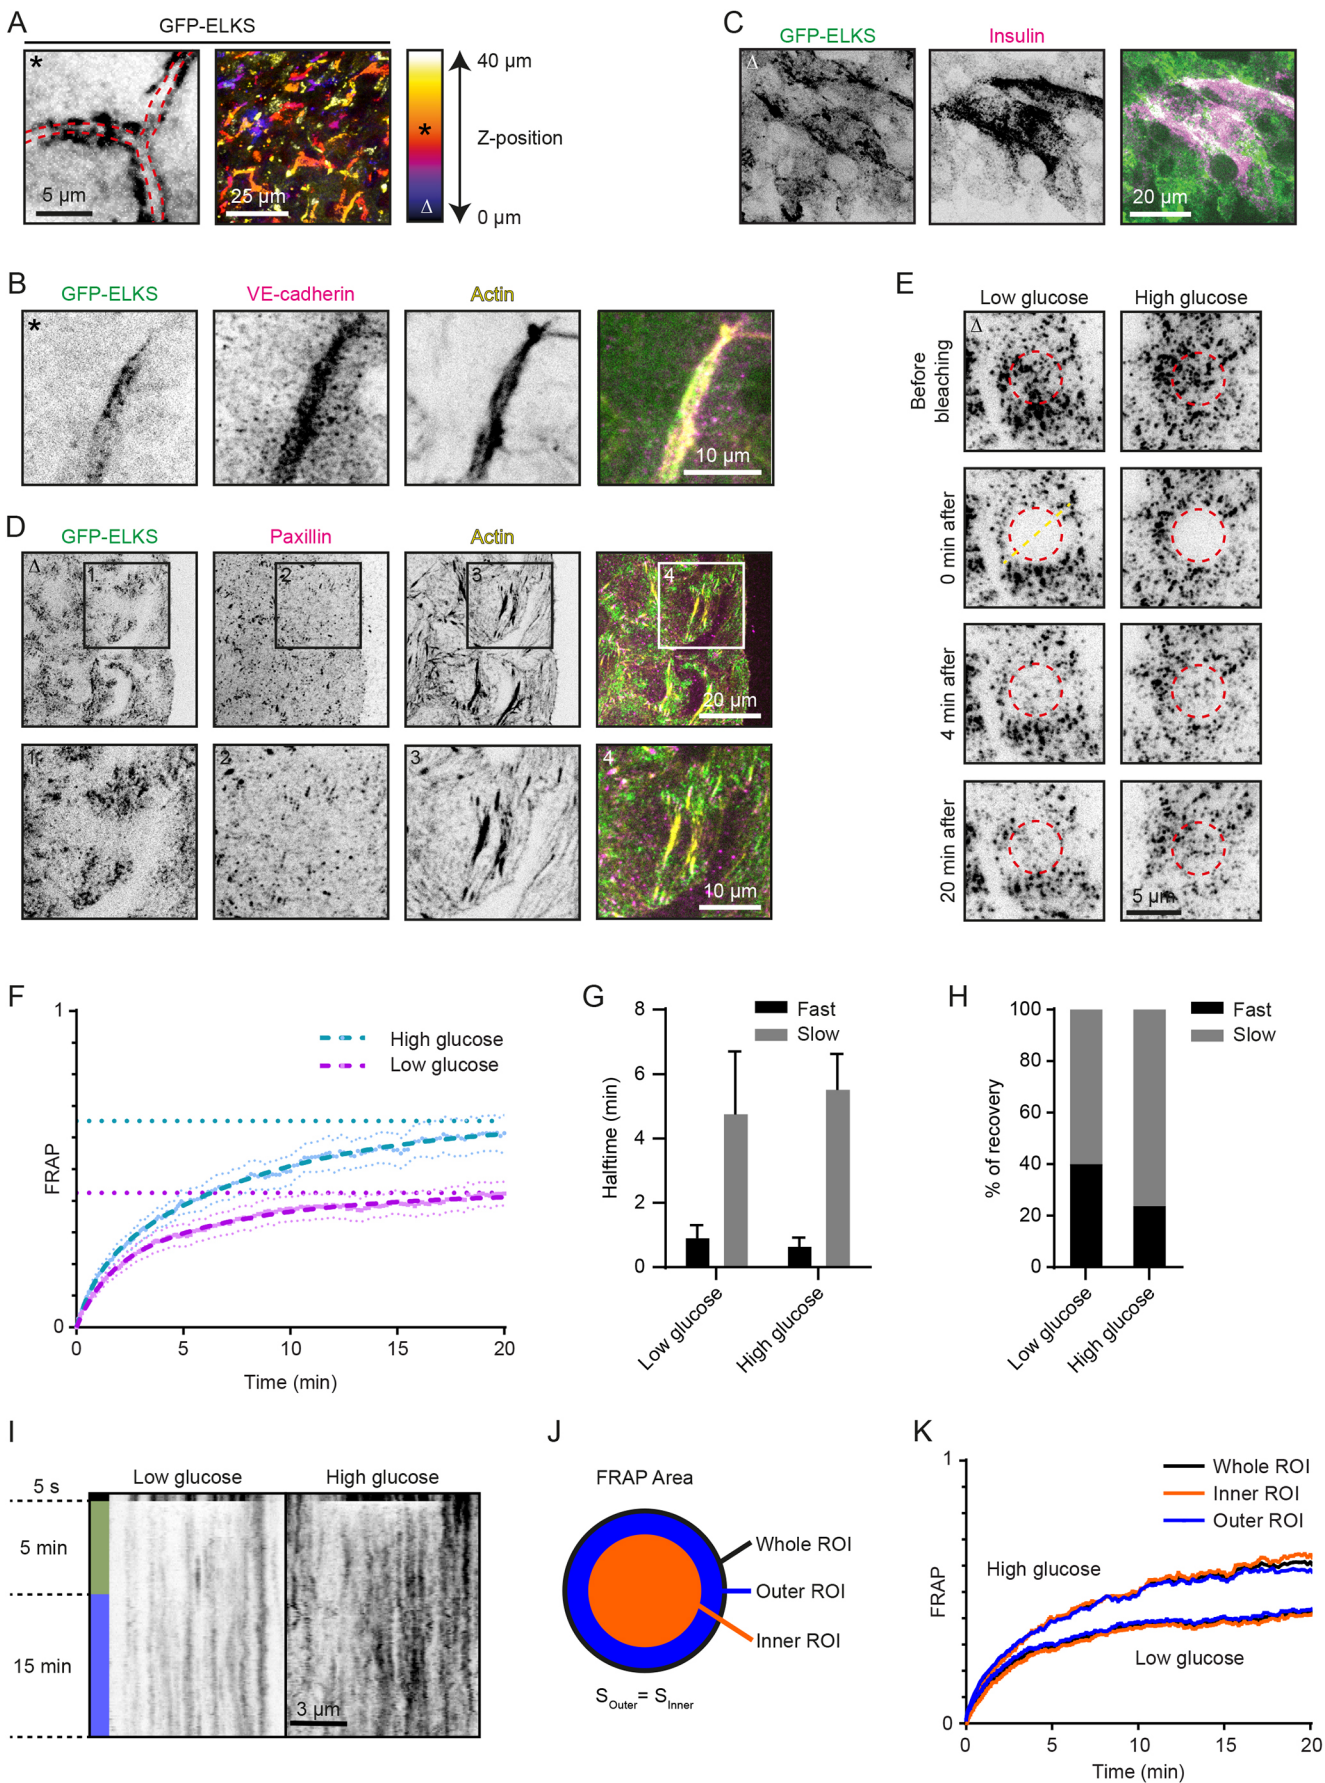 A
GFP-ELKS
*
5 µm
25 µm
*
Δ
40 µm
Z-position
0 µm
C
GFP-ELKS
Insulin
Δ
20 µm
B
GFP-ELKS
VE-cadherin
Actin
*
10 µm
D
GFP-ELKS
Paxillin
Actin
Δ
1
2
3
4
20 µm
1
2
3
4
10 µm
E
Low glucose
High glucose
Δ
Before
bleaching
0 min after
4 min after
20 min after
5 µm
F
1
0
FRAP
High glucose
Low glucose
0
5
10
15
20
Time (min)
G
8
6
4
2
0
Halftime (min)
Fast
Slow
Low glucose
High glucose
H
100
80
60
40
20
0
% of recovery
Fast
Slow
Low glucose
High glucose
I
Low glucose
High glucose
5 s
5 min
15 min
3 µm
J
FRAP Area
Whole ROI
Outer ROI
Inner ROI
SOuter= SInner
K
1
0
FRAP
Whole ROI
Inner ROI
Outer ROI
High glucose
Low glucose
0
5
10
15
20
Time (min)